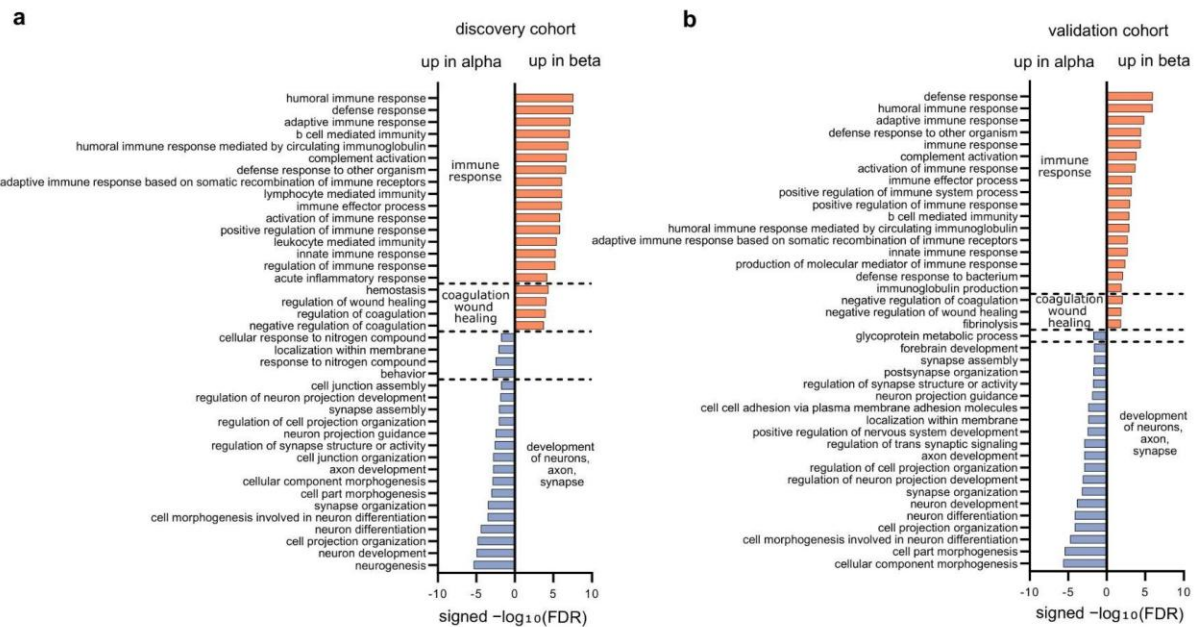 a
discovery cohort
up in alpha
up in beta
humoral immune response
defense response
adaptive immune response
b cell mediated immunity
humoral immune response mediated by circulating immunoglobulin
complement activation
defense response to other organism
adaptive immune response based on somatic recombination of immune receptors
lymphocyte mediated immunity
immune effector process
activation of immune response
positive regulation of immune response
leukocyte mediated immunity
innate immune response
regulation of immune response
acute inflammatory response
hemostasis
regulation of wound healing
regulation of coagulation
negative regulation of coagulation
cellular response to nitrogen compound
localization within membrane
response to nitrogen compound
behavior
cell junction assembly
regulation of neuron projection development
synapse assembly
regulation of cell projection organization
neuron projection guidance
regulation of synapse structure or activity
cell junction organization
axon development
cellular component morphogenesis
cell part morphogenesis
synapse organization
cell morphogenesis involved in neuron differentiation
neuron differentiation
cell projection organization
neuron development
neurogenesis
immune
response
coagulation
wound
healing
development
of neurons,
axon,
synapse
-10 -5 0 5 10
signed −log₁₀(FDR)
b
validation cohort
up in alpha
up in beta
defense response
humoral immune response
adaptive immune response
defense response to other organism
immune response
complement activation
activation of immune response
immune effector process
positive regulation of immune system process
positive regulation of immune response
b cell mediated immunity
humoral immune response mediated by circulating immunoglobulin
adaptive immune response based on somatic recombination of immune receptors
innate immune response
production of molecular mediator of immune response
defense response to bacterium
immunoglobulin production
negative regulation of coagulation
negative regulation of wound healing
fibrinolysis
glycoprotein metabolic process
forebrain development
synapse assembly
postsynapse organization
regulation of synapse structure or activity
neuron projection guidance
cell cell adhesion via plasma membrane adhesion molecules
localization within membrane
positive regulation of nervous system development
regulation of trans synaptic signaling
axon development
regulation of cell projection organization
regulation of neuron projection development
synapse organization
neuron development
neuron differentiation
cell projection organization
cell morphogenesis involved in neuron differentiation
cell part morphogenesis
cellular component morphogenesis
immune
response
coagulation
wound
healing
development
of neurons,
axon,
synapse
-10 -5 0 5 10
signed −log₁₀(FDR)